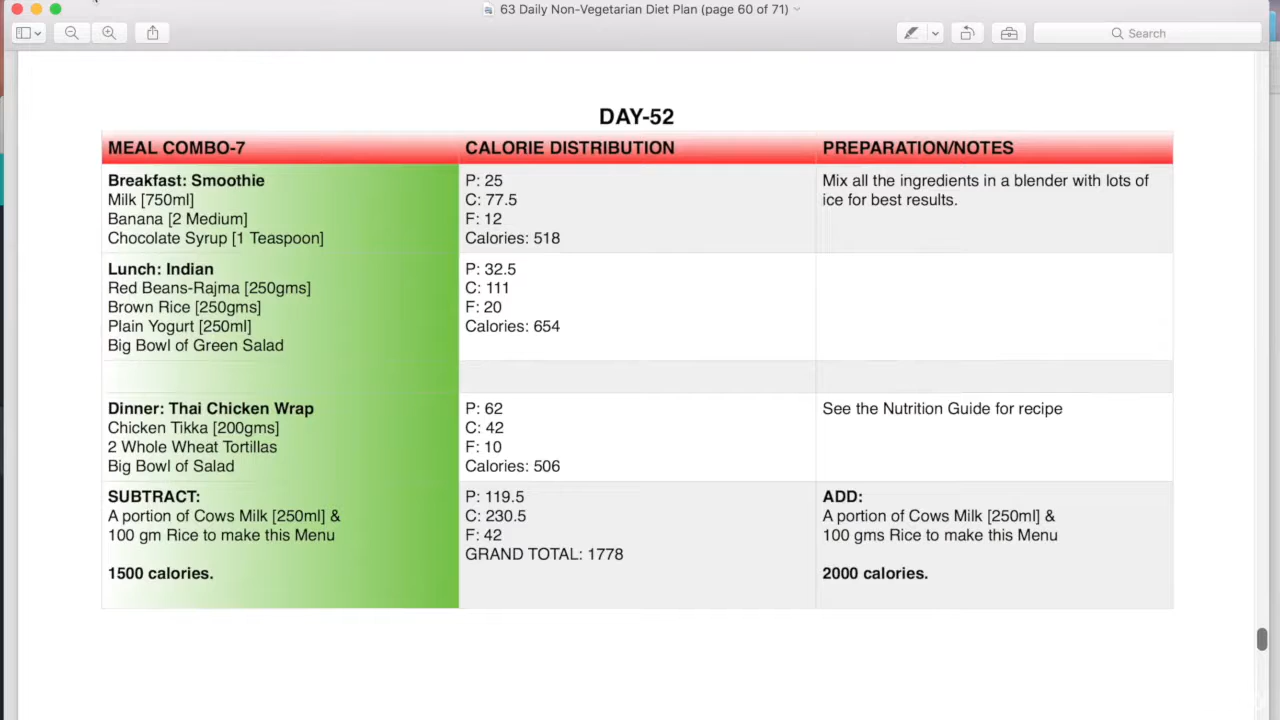 63 Daily Non-Vegetarian Diet Plan (page 60 of 71)
Search
DAY-52
MEAL COMBO-7
CALORIE DISTRIBUTION
PREPARATION/NOTES
Breakfast: Smoothie
Milk [750ml]
Banana [2 Medium]
Chocolate Syrup [1 Teaspoon]
P: 25
C: 77.5
F: 12
Calories: 518
Mix all the ingredients in a blender with lots of
ice for best results.
Lunch: Indian
Red Beans-Rajma [250gms]
Brown Rice [250gms]
Plain Yogurt [250ml]
Big Bowl of Green Salad
P: 32.5
C: 111
F: 20
Calories: 654
Dinner: Thai Chicken Wrap
Chicken Tikka [200gms]
2 Whole Wheat Tortillas
Big Bowl of Salad
P: 62
C: 42
F: 10
Calories: 506
See the Nutrition Guide for recipe
SUBTRACT:
A portion of Cows Milk [250ml] &
100 gm Rice to make this Menu
1500 calories.
P: 119.5
C: 230.5
F: 42
GRAND TOTAL: 1778
ADD:
A portion of Cows Milk [250ml] &
100 gms Rice to make this Menu
2000 calories.